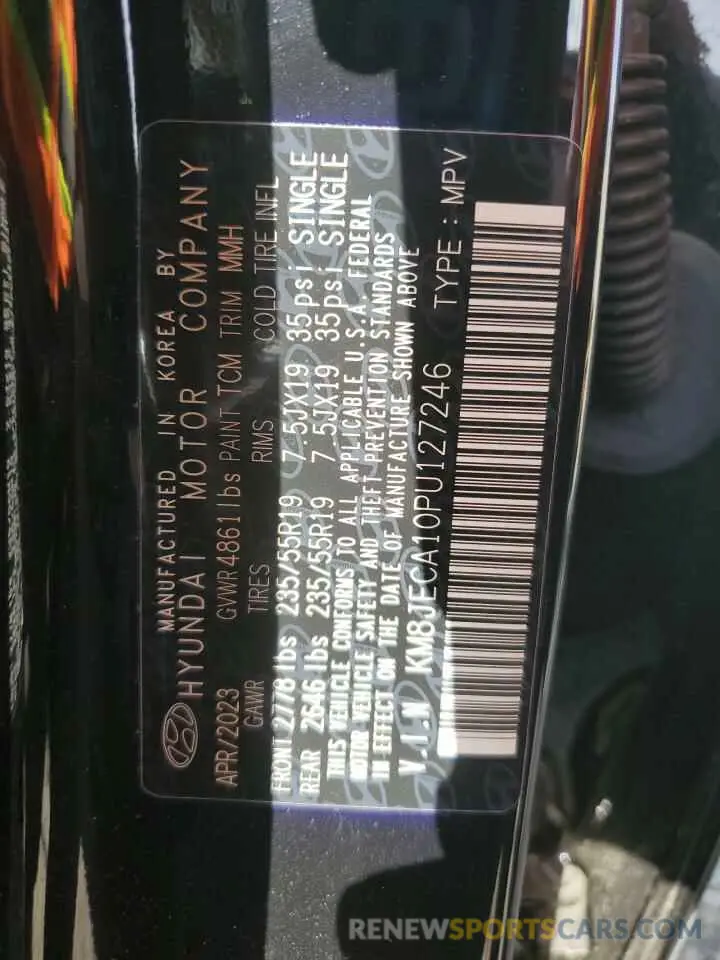 MANUFACTURED IN KOREA BY
HYUNDAI MOTOR COMPANY
APR/2023 GVWR 4861lbs PAINT TCM TRIM MMH
GAWR TIRES RMS COLD TIRE INFL
FRONT 2778 lbs 235/55R19 7.5JX19 35psi SINGLE
REAR 2646 lbs 235/55R19 7.5JX19 35psi SINGLE
THIS VEHICLE CONFORMS TO ALL APPLICABLE U.S.A. FEDERAL
MOTOR VEHICLE SAFETY AND THEFT PREVENTION STANDARDS
IN EFFECT ON THE DATE OF MANUFACTURE SHOWN ABOVE
V.I.N KM8JECA10PU127246 TYPE : MPV
RENEWSPORTSCARS.COM